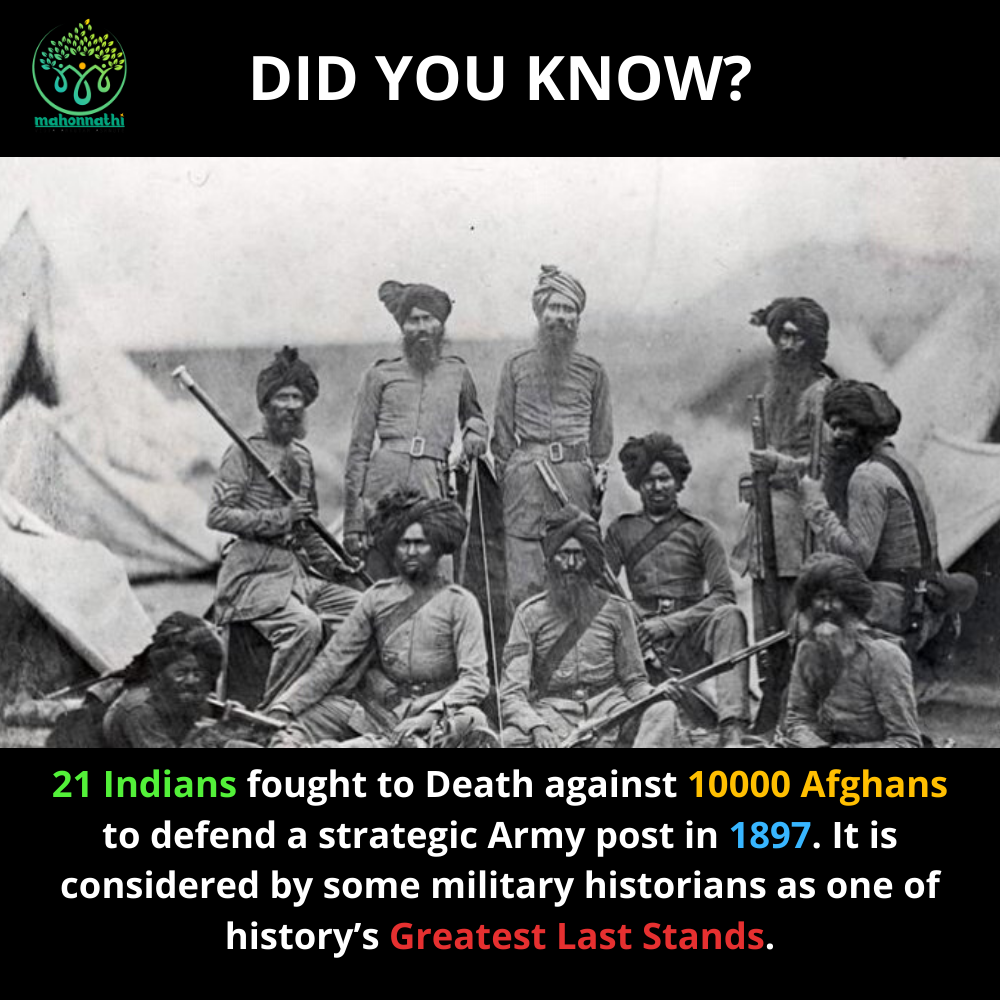 mahonnathi
DID YOU KNOW?
21 Indians fought to Death against 10000 Afghans
to defend a strategic Army post in 1897. It is
considered by some military historians as one of
history’s Greatest Last Stands.